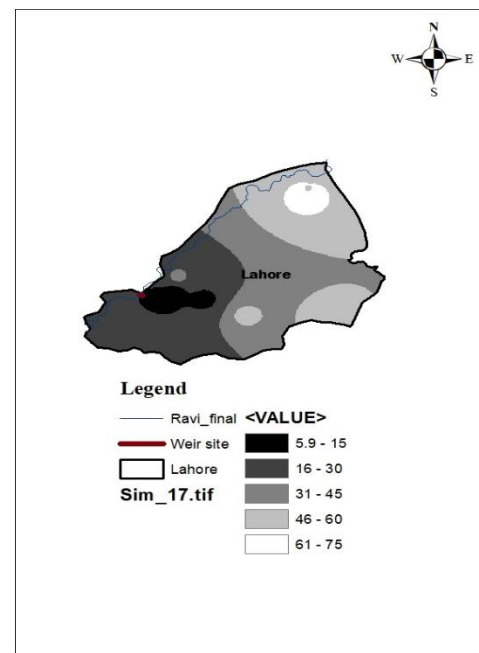 N
W E
S
Lahore
Legend
Ravi_final <VALUE>
Weir site 5.9 - 15
Lahore 16 - 30
Sim_17.tif 31 - 45
46 - 60
61 - 75